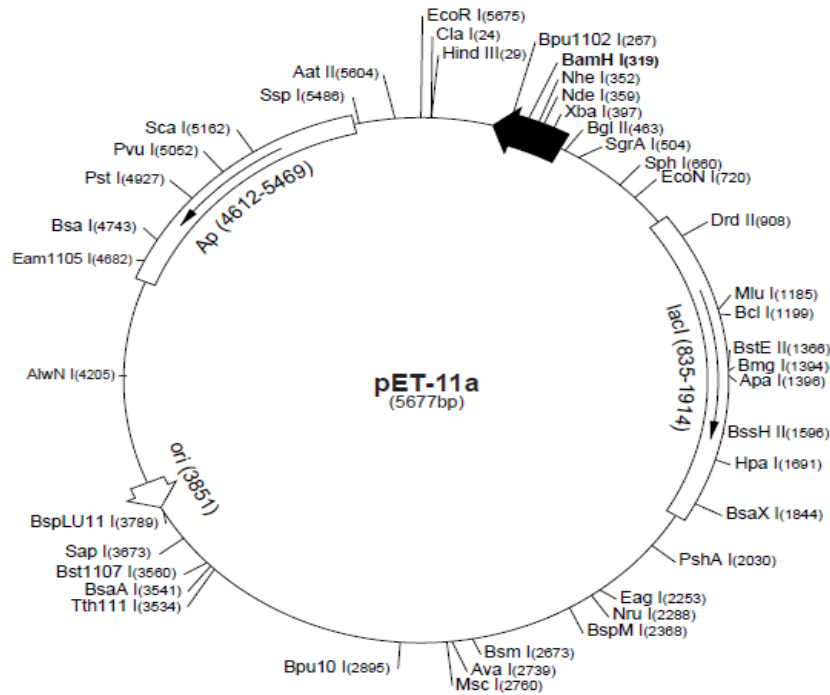 EcoR I(5675)
Cla I(24)
Hind III(29)
Bpu1102 I(267)
BamH I(319)
Nhe I(352)
Nde I(359)
Xba I(397)
Bgl II(463)
SgrA I(504)
Sph I(660)
EcoN I(720)
Drd II(908)
Mlu I(1185)
Bcl I(1199)
BstE II(1366)
Bmg I(1394)
Apa I(1396)
BssH II(1596)
Hpa I(1691)
BsaX I(1844)
PshA I(2030)
Eag I(2253)
Nru I(2288)
BspM I(2368)
Bsm I(2673)
Ava I(2739)
Msc I(2760)
Bpu10 I(2895)
Tth111 I(3534)
BsaA I(3541)
Bst1107 I(3560)
Sap I(3673)
BspLU11 I(3789)
AlwN I(4205)
Eam1105 I(4682)
Bsa I(4743)
Pst I(4927)
Pvu I(5052)
Sca I(5162)
Ssp I(5486)
Aat II(5604)
Ap (4612-5469)
lacI (835-1914)
ori (3851)
pET-11a
(5677bp)